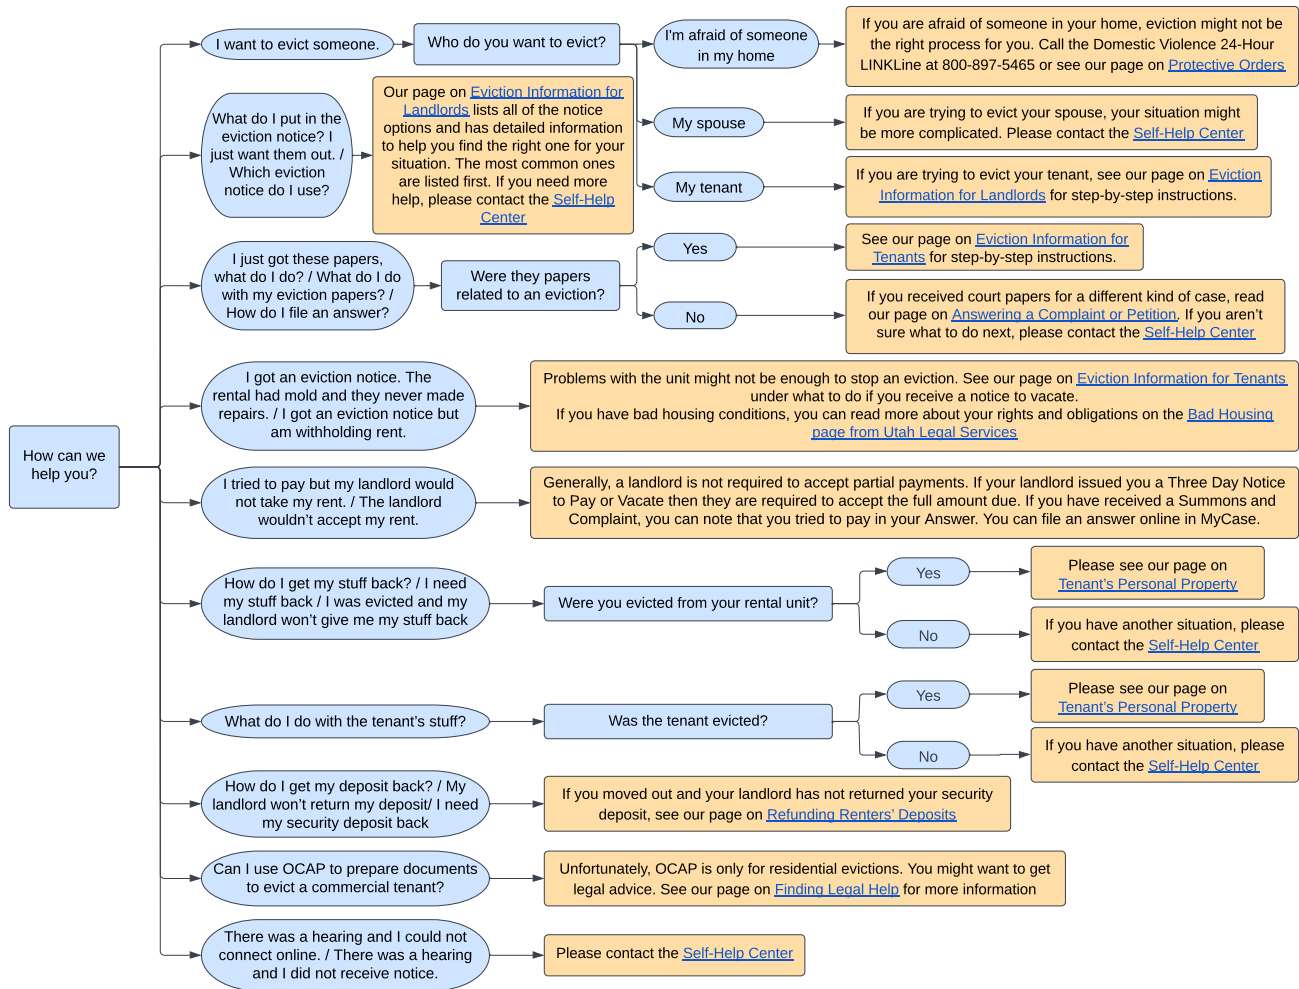 How can we
help you?
I want to evict someone.
Who do you want to evict?
I'm afraid of someone
in my home
If you are afraid of someone in your home, eviction might not be
the right process for you. Call the Domestic Violence 24-Hour
LINKLine at 800-897-5465 or see our page on Protective Orders
My spouse
If you are trying to evict your spouse, your situation might
be more complicated. Please contact the Self-Help Center
My tenant
If you are trying to evict your tenant, see our page on Eviction
Information for Landlords for step-by-step instructions.
What do I put in the
eviction notice? I
just want them out. /
Which eviction
notice do I use?
Our page on Eviction Information for
Landlords lists all of the notice
options and has detailed information
to help you find the right one for your
situation. The most common ones
are listed first. If you need more
help, please contact the Self-Help
Center
I just got these papers,
what do I do? / What do I do
with my eviction papers? /
How do I file an answer?
Were they papers
related to an eviction?
Yes
See our page on Eviction Information for
Tenants for step-by-step instructions.
No
If you received court papers for a different kind of case, read
our page on Answering a Complaint or Petition. If you aren’t
sure what to do next, please contact the Self-Help Center
I got an eviction notice. The
rental had mold and they never made
repairs. / I got an eviction notice but
am withholding rent.
Problems with the unit might not be enough to stop an eviction. See our page on Eviction Information for Tenants
under what to do if you receive a notice to vacate.
If you have bad housing conditions, you can read more about your rights and obligations on the Bad Housing
page from Utah Legal Services
I tried to pay but my landlord would
not take my rent. / The landlord
wouldn’t accept my rent.
Generally, a landlord is not required to accept partial payments. If your landlord issued you a Three Day Notice
to Pay or Vacate then they are required to accept the full amount due. If you have received a Summons and
Complaint, you can note that you tried to pay in your Answer. You can file an answer online in MyCase.
How do I get my stuff back? / I need
my stuff back / I was evicted and my
landlord won’t give me my stuff back
Were you evicted from your rental unit?
Yes
Please see our page on
Tenant’s Personal Property
No
If you have another situation, please
contact the Self-Help Center
What do I do with the tenant’s stuff?
Was the tenant evicted?
Yes
Please see our page on
Tenant’s Personal Property
No
If you have another situation, please
contact the Self-Help Center
How do I get my deposit back? / My
landlord won’t return my deposit/ I need
my security deposit back
If you moved out and your landlord has not returned your security
deposit, see our page on Refunding Renters’ Deposits
Can I use OCAP to prepare documents
to evict a commercial tenant?
Unfortunately, OCAP is only for residential evictions. You might want to get
legal advice. See our page on Finding Legal Help for more information
There was a hearing and I could not
connect online. / There was a hearing
and I did not receive notice.
Please contact the Self-Help Center